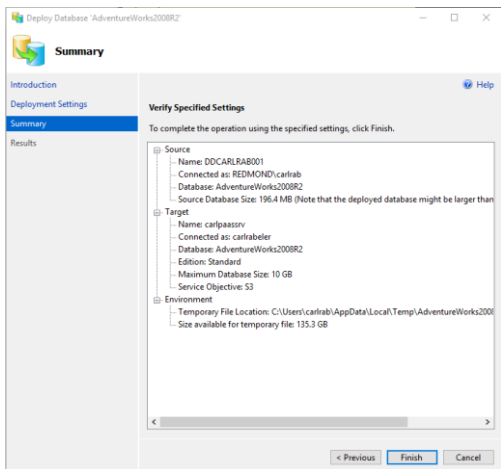 Deploy Database 'AdventureWorks2008R2'
Summary
Introduction
Deployment Settings
Summary
Results
Help
Verify Specified Settings
To complete the operation using the specified settings, click Finish.
Source
Name: DDCARLRAB001
Connected as: REDMOND\carlrab
Database: AdventureWorks2008R2
Source Database Size: 196.4 MB (Note that the deployed database might be larger than
Target
Name: carlpaassrv
Connected as: carlrabeler
Database: AdventureWorks2008R2
Edition: Standard
Maximum Database Size: 10 GB
Service Objective: S3
Environment
Temporary File Location: C:\Users\carlrab\AppData\Local\Temp\AdventureWorks2008
Size available for temporary file: 135.3 GB
< Previous
Finish
Cancel